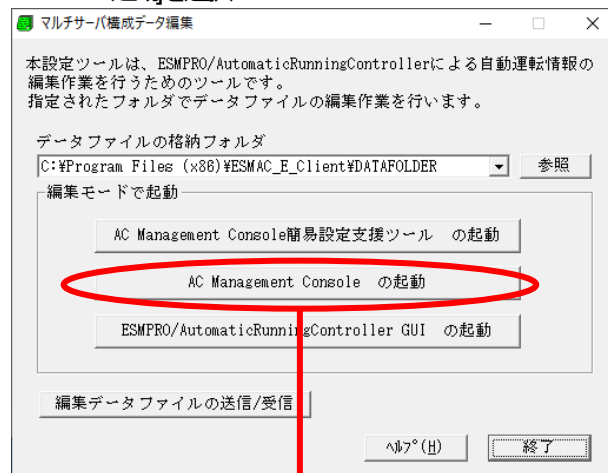 マルチサーバ構成データ編集
本設定ツールは、ESMPRO/AutomaticRunningControllerによる自動運転情報の
編集作業を行うためのツールです。
指定されたフォルダでデータファイルの編集作業を行います。
データファイルの格納フォルダ
C:¥Program Files (x86)¥ESMAC_E_Client¥DATAFOLDER
参照
編集モードで起動
AC Management Console簡易設定支援ツール の起動
AC Management Console の起動
ESMPRO/AutomaticRunningController GUI の起動
編集データファイルの送信/受信
ヘルプ(H)
終了